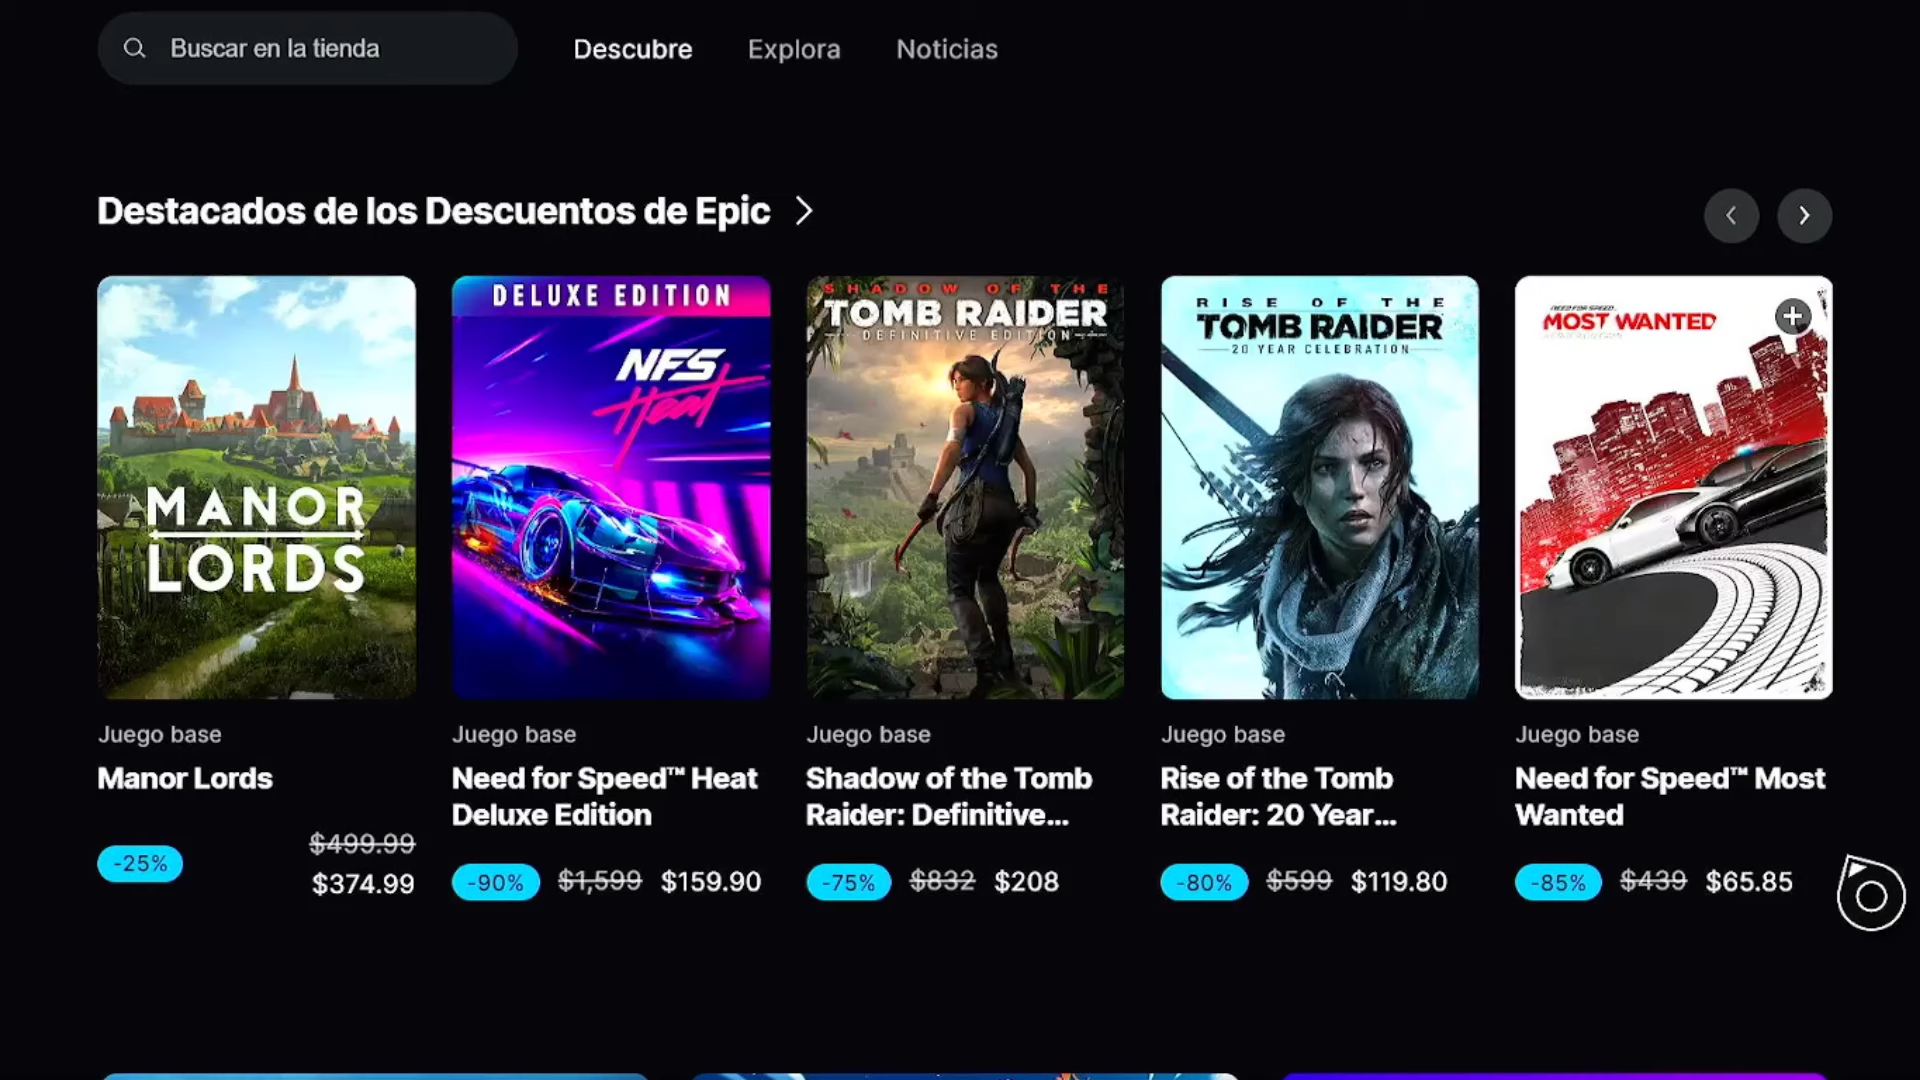 Buscar en la tienda
Descubre
Explora
Noticias
Destacados de los Descuentos de Epic
MANOR
LORDS
DELUXE EDITION
NFS
Heat
SHADOW OF THE
TOMB RAIDER
DEFINITIVE EDITION
RISE OF THE
TOMB RAIDER
20 YEAR CELEBRATION
NEED FOR SPEED
MOST WANTED
Juego base
Manor Lords
-25%
$499.99
$374.99
Juego base
Need for Speed™ Heat
Deluxe Edition
-90% $1,599 $159.90
Juego base
Shadow of the Tomb
Raider: Definitive...
-75% $832 $208
Juego base
Rise of the Tomb
Raider: 20 Year...
-80% $599 $119.80
Juego base
Need for Speed™ Most
Wanted
-85% $439 $65.85